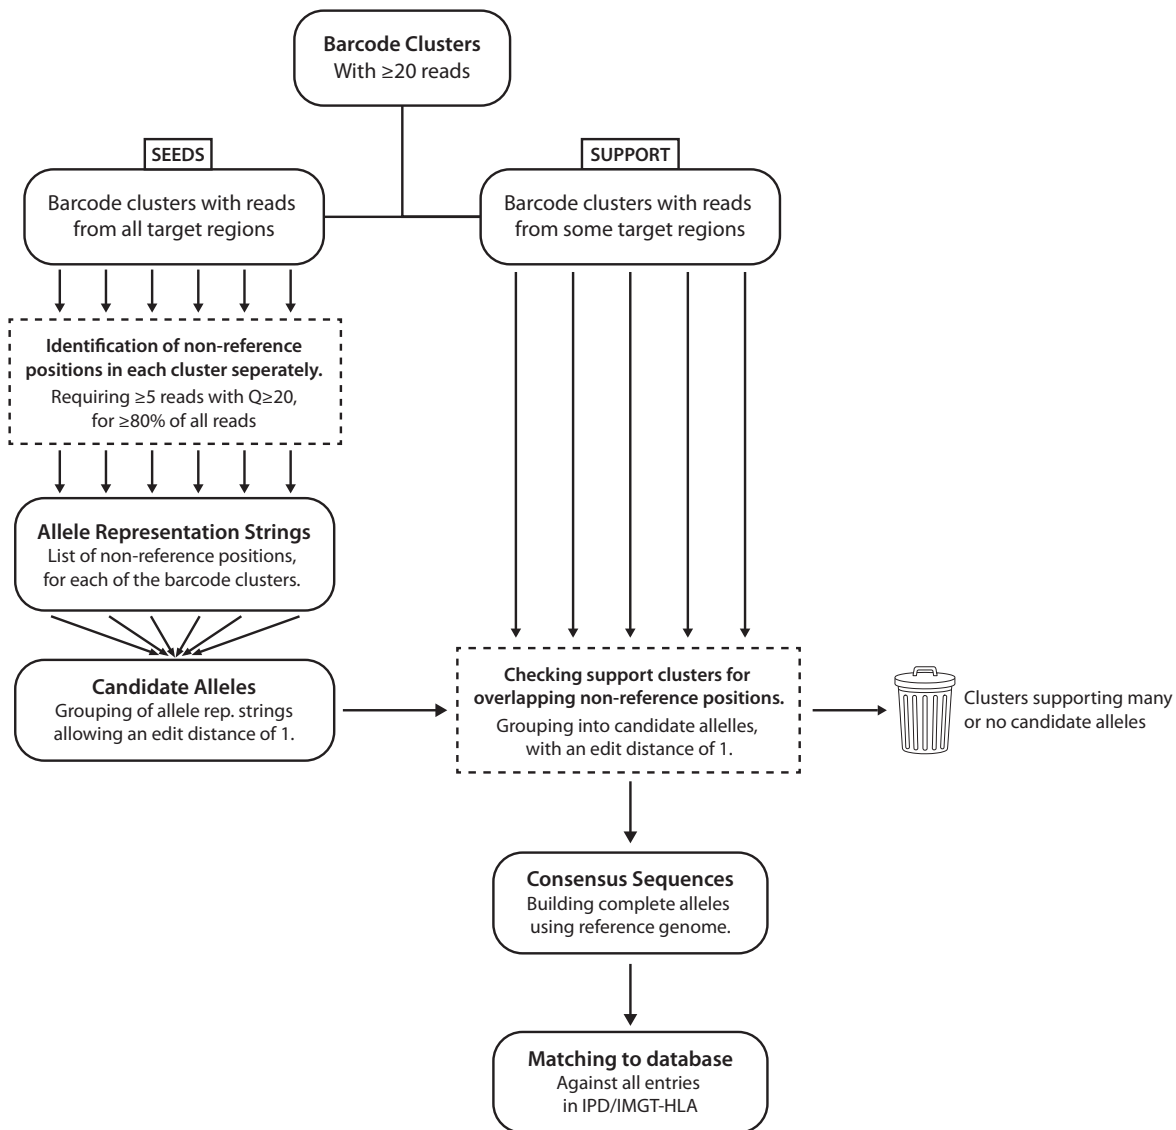 Barcode Clusters
With ≥20 reads
SEEDS
Barcode clusters with reads
from all target regions
SUPPORT
Barcode clusters with reads
from some target regions
Identification of non-reference
positions in each cluster seperately.
Requiring ≥5 reads with Q≥20,
for ≥80% of all reads
Allele Representation Strings
List of non-reference positions,
for each of the barcode clusters.
Candidate Alleles
Grouping of allele rep. strings
allowing an edit distance of 1.
Checking support clusters for
overlapping non-reference positions.
Grouping into candidate allelles,
with an edit distance of 1.
Clusters supporting many
or no candidate alleles
Consensus Sequences
Building complete alleles
using reference genome.
Matching to database
Against all entries
in IPD/IMGT-HLA